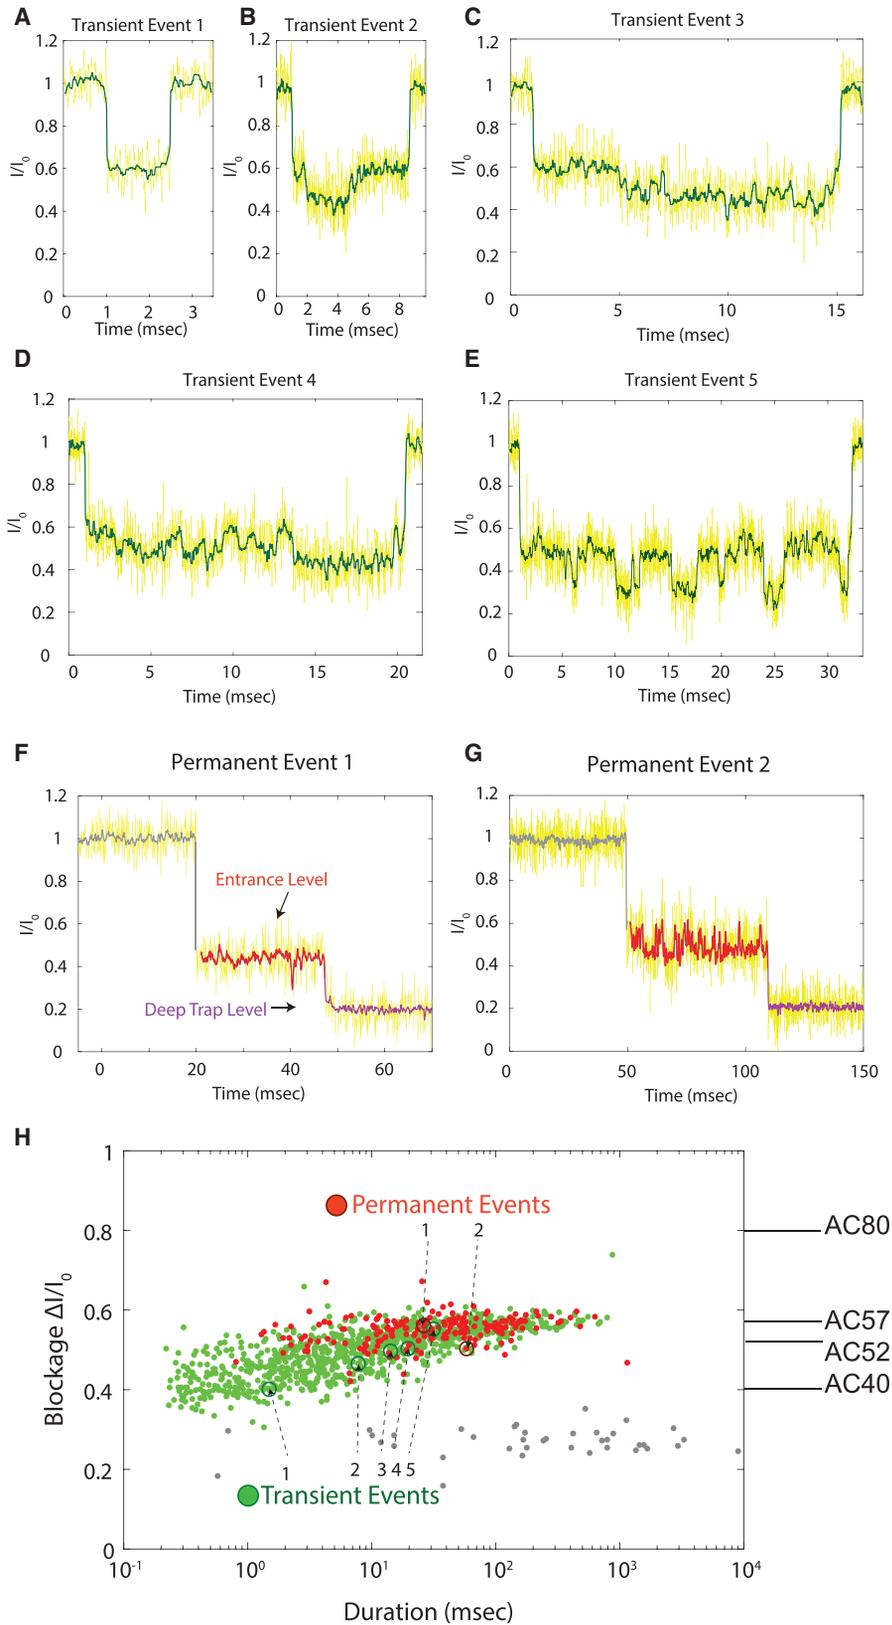 A
Transient Event 1
1.2
1
0.8
0.6
0.4
0.2
0
I/I0
0 1 2 3
Time (msec)
B
Transient Event 2
1.2
1
0.8
0.6
0.4
0.2
0
I/I0
0 2 4 6 8
Time (msec)
C
Transient Event 3
1.2
1
0.8
0.6
0.4
0.2
0
I/I0
0 5 10 15
Time (msec)
D
Transient Event 4
1.2
1
0.8
0.6
0.4
0.2
0
I/I0
0 5 10 15 20
Time (msec)
E
Transient Event 5
1.2
1
0.8
0.6
0.4
0.2
0
I/I0
0 5 10 15 20 25 30
Time (msec)
F
Permanent Event 1
1.2
1
0.8
0.6
0.4
0.2
0
I/I0
Entrance Level
Deep Trap Level
0 20 40 60
Time (msec)
G
Permanent Event 2
1.2
1
0.8
0.6
0.4
0.2
0
I/I0
0 50 100 150
Time (msec)
H
1
0.8
0.6
0.4
0.2
0
Blockage ΔI/I0
Permanent Events
1 2
AC80
AC57
AC52
AC40
1 2 3 4 5
Transient Events
10-1 100 101 102 103 104
Duration (msec)